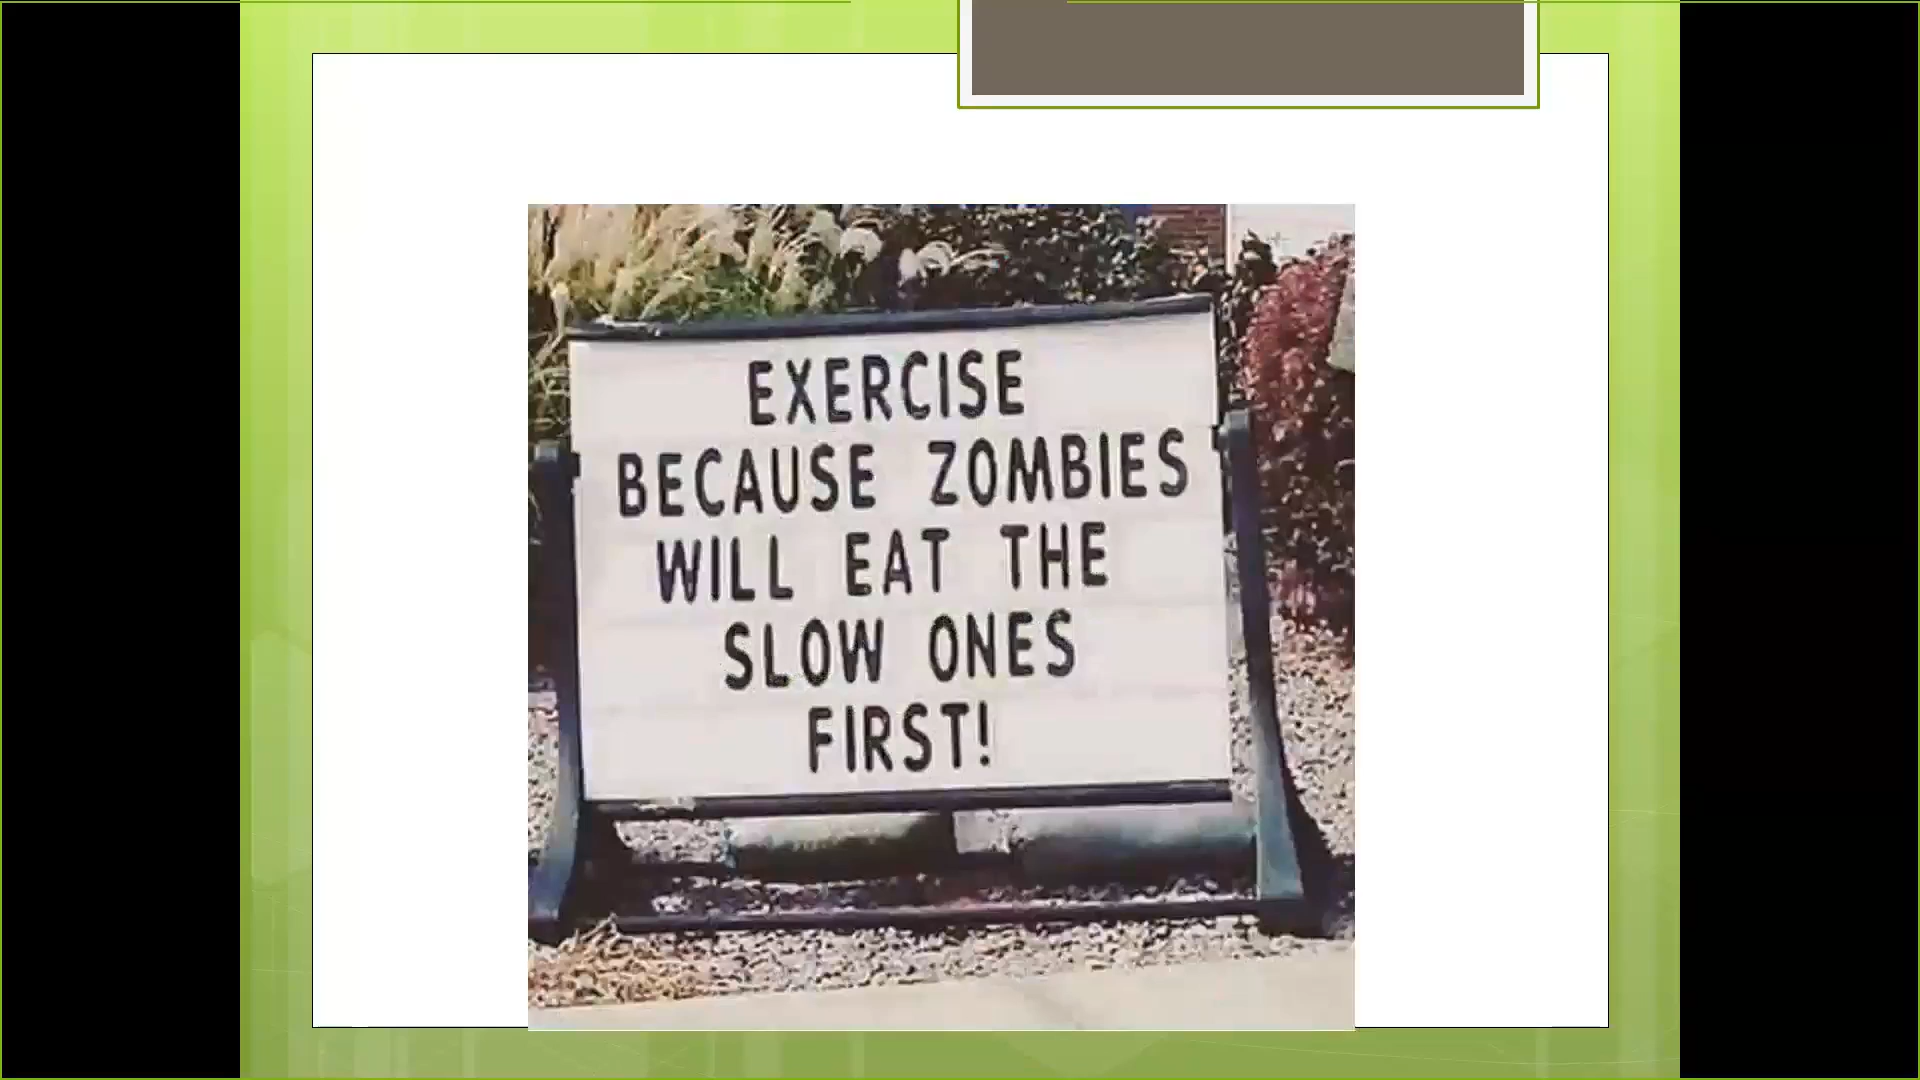 EXERCISE
BECAUSE ZOMBIES
WILL EAT THE
SLOW ONES
FIRST!